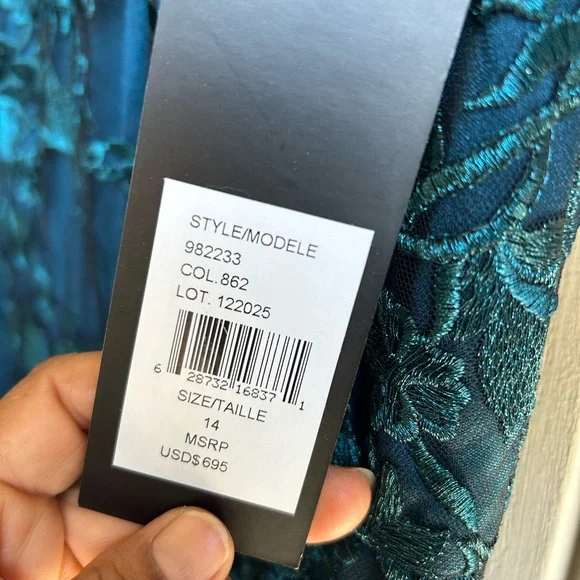 STYLE/MODELE
982233
COL.862
LOT. 122025
6 28732 16837 1
SIZE/TAILLE
14
MSRP
USD$695